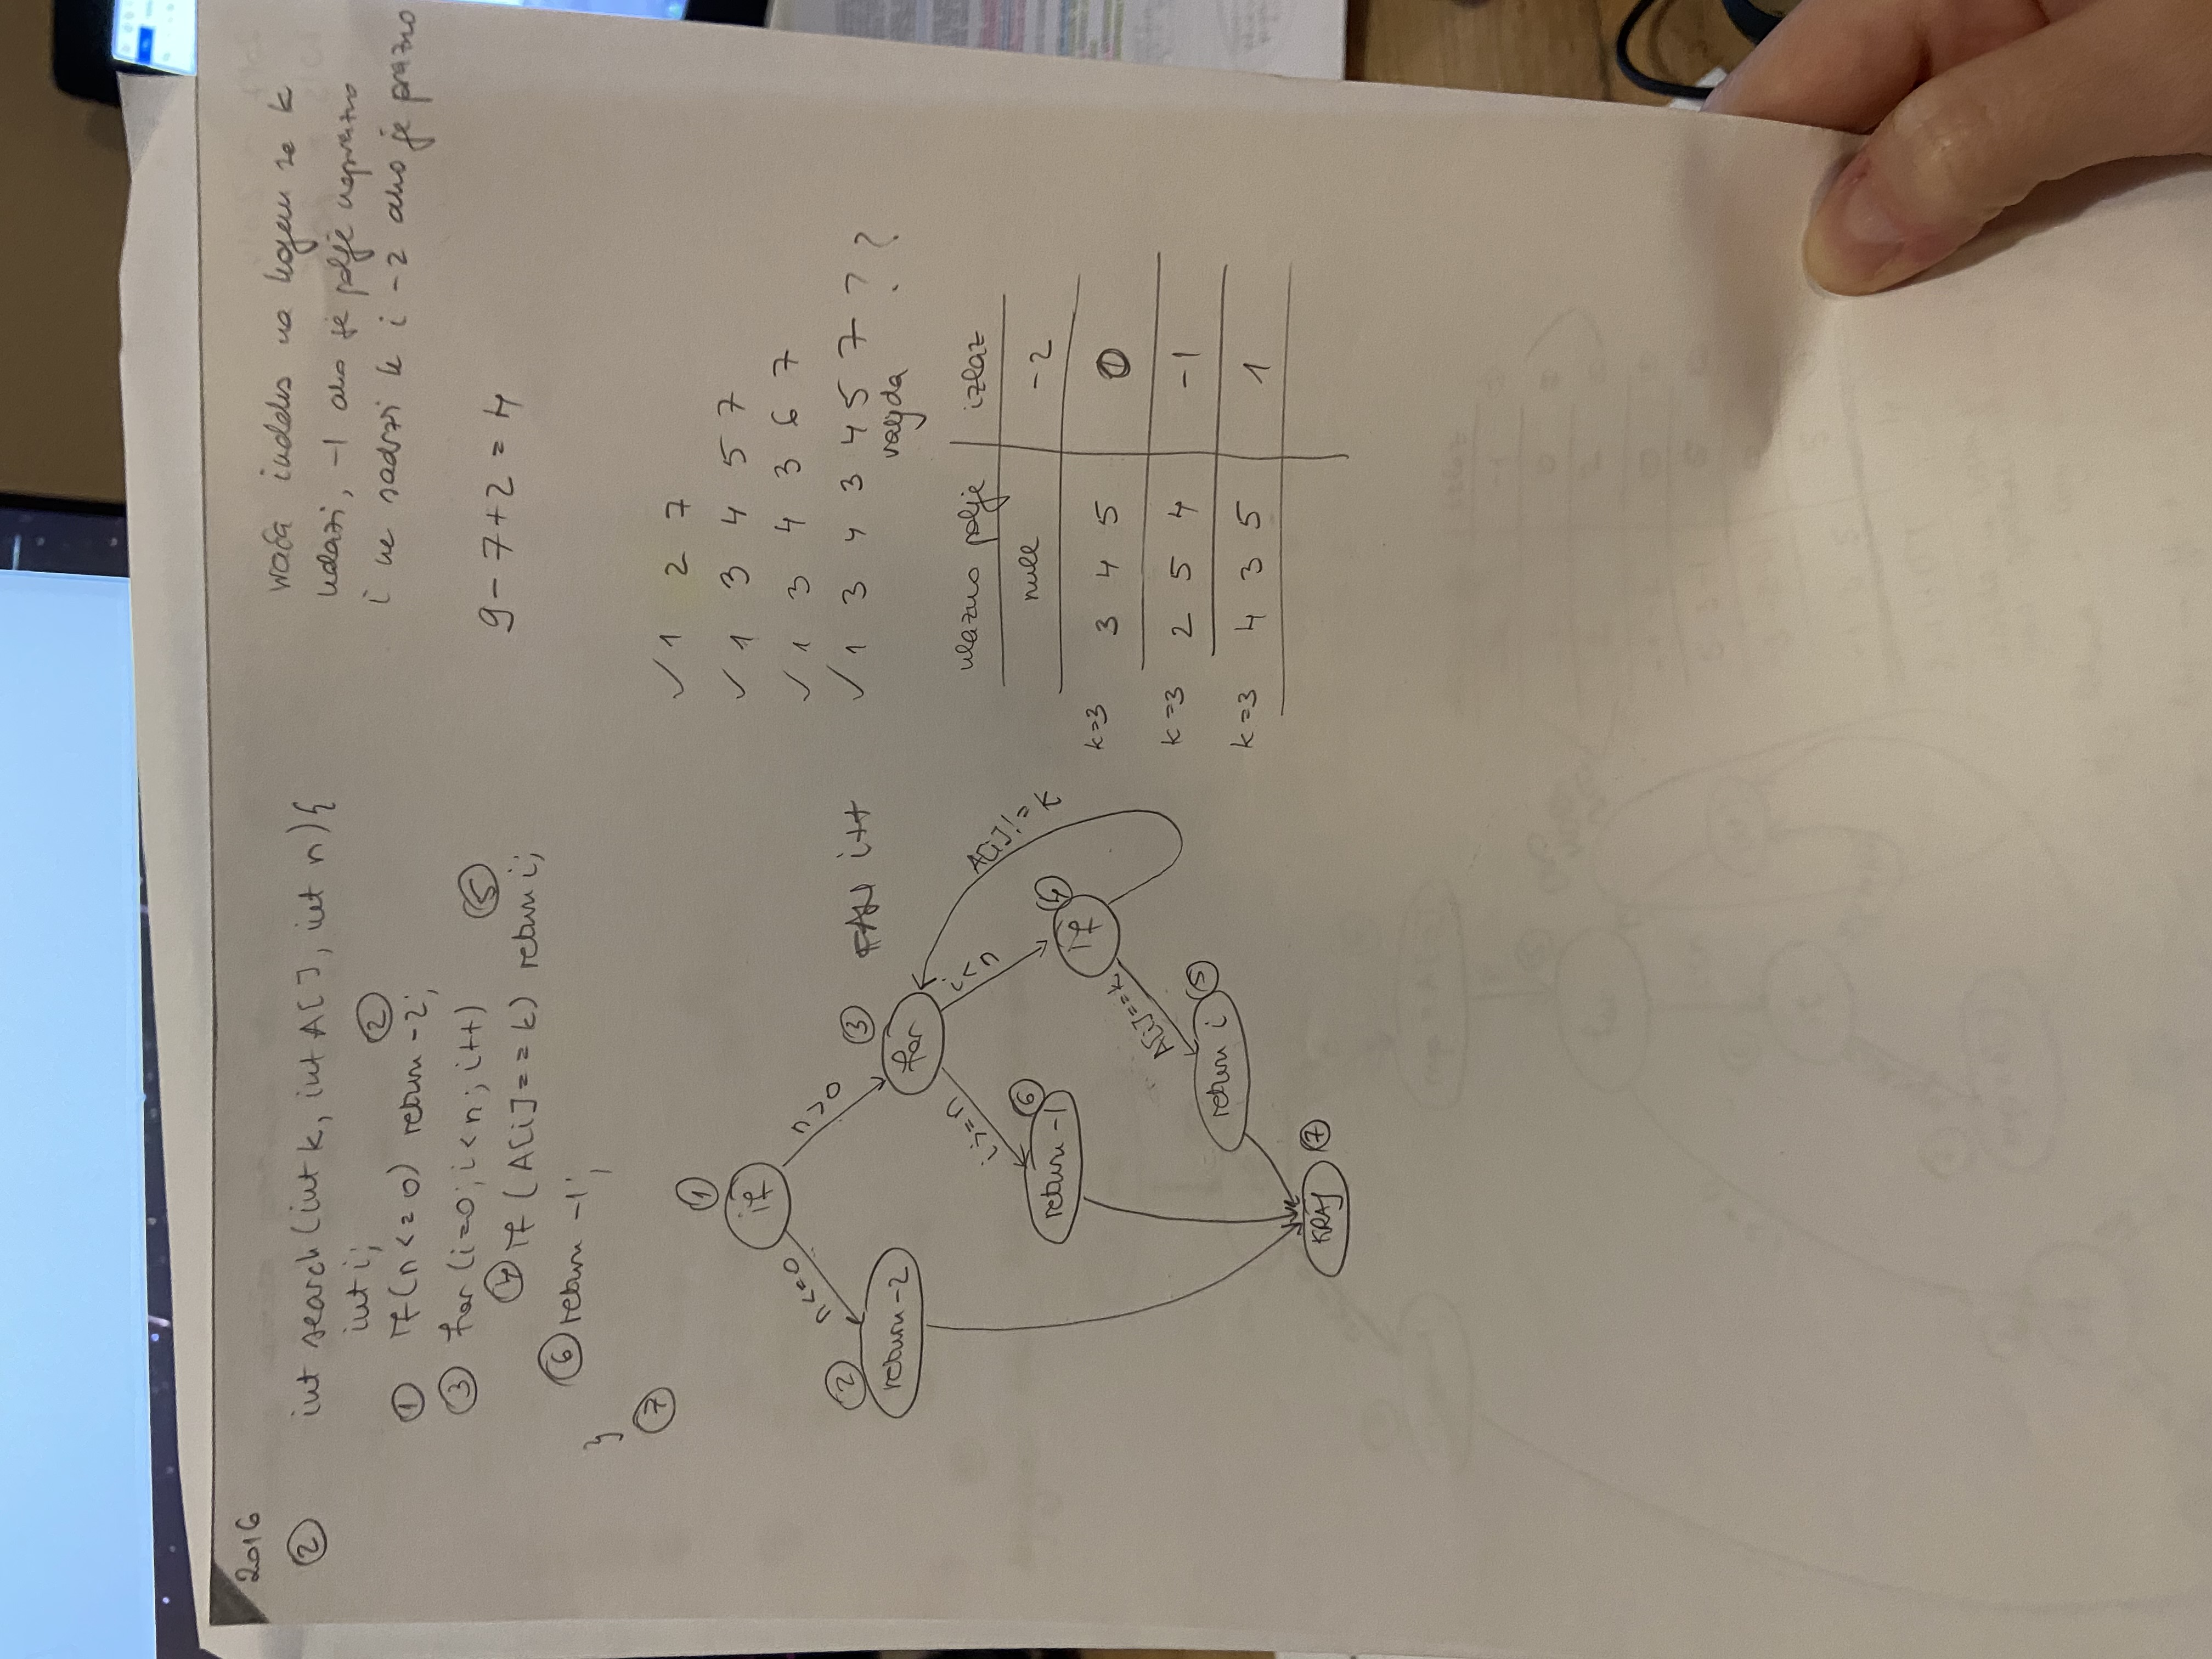 2016
② int search (int k, int A[], int n) {
int i;
② 
① if (n <= 0) return -2;
③ for (i=0; i<n; i++)
⑤
④ if (A[i] == k) return i;
⑥ return -1;
}
⑦
vraća indeks na kojem se k
nalazi, -1 ako je polje neprazno
i ne sadrži k i -2 ako je prazno
9 - 7 + 2 = 4
①
if
n<=0
n>0
②
return -2
③
i++
for
i>=n
i<n
A[i]!=k
⑥
return -1
④
if
A[i]==k
return i ⑤
KRAJ ⑦
✓ 1 2 7
✓ 1 3 4 5 7
✓ 1 3 4 3 6 7
✓ 1 3 4 3 4 5 7 ? ?
valjda
ulazno polje izlaz
null -2
k=3 3 4 5 0
k=3 2 5 4 -1
k=3 4 3 5 1